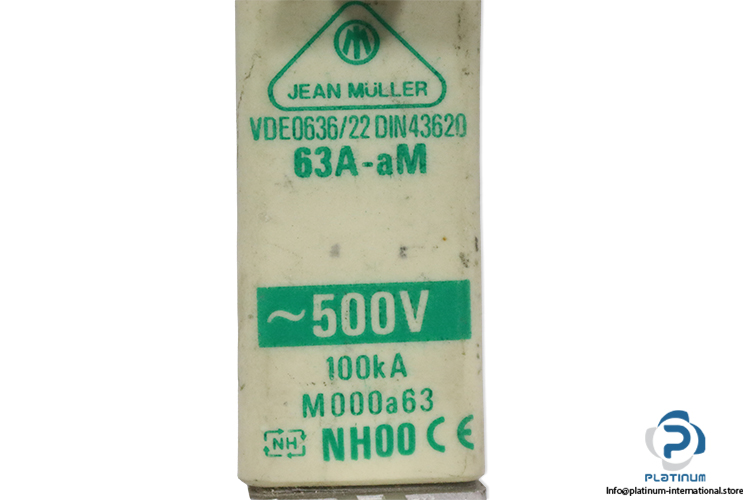 JEAN MÜLLER
VDE0636/22 DIN43620
63A-aM
~500V
100kA
M000a63
NH NH00 CE
PLATINUM
Info@platinum-international.store